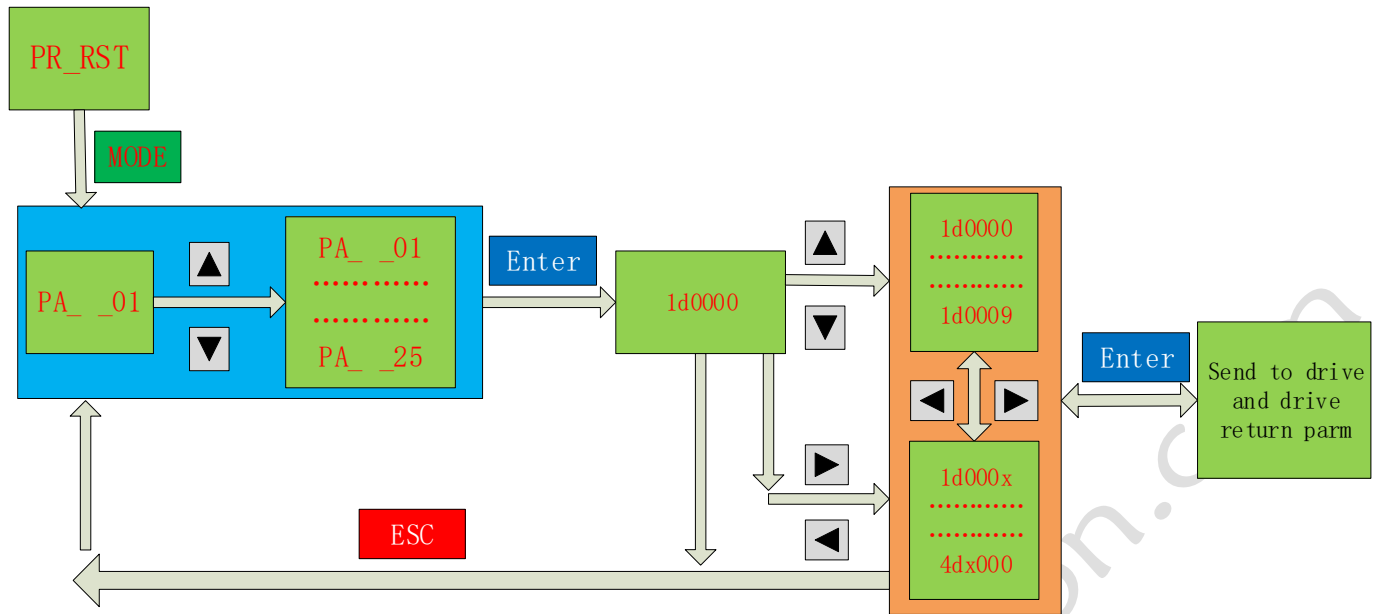 PR_RST
MODE
PA_ _01
PA_ _01
…………
…………
PA_ _25
Enter
1d0000
1d0000
…………
…………
1d0009
1d000x
…………
…………
4dx000
Enter
Send to drive
and drive
return parm
ESC
on.c